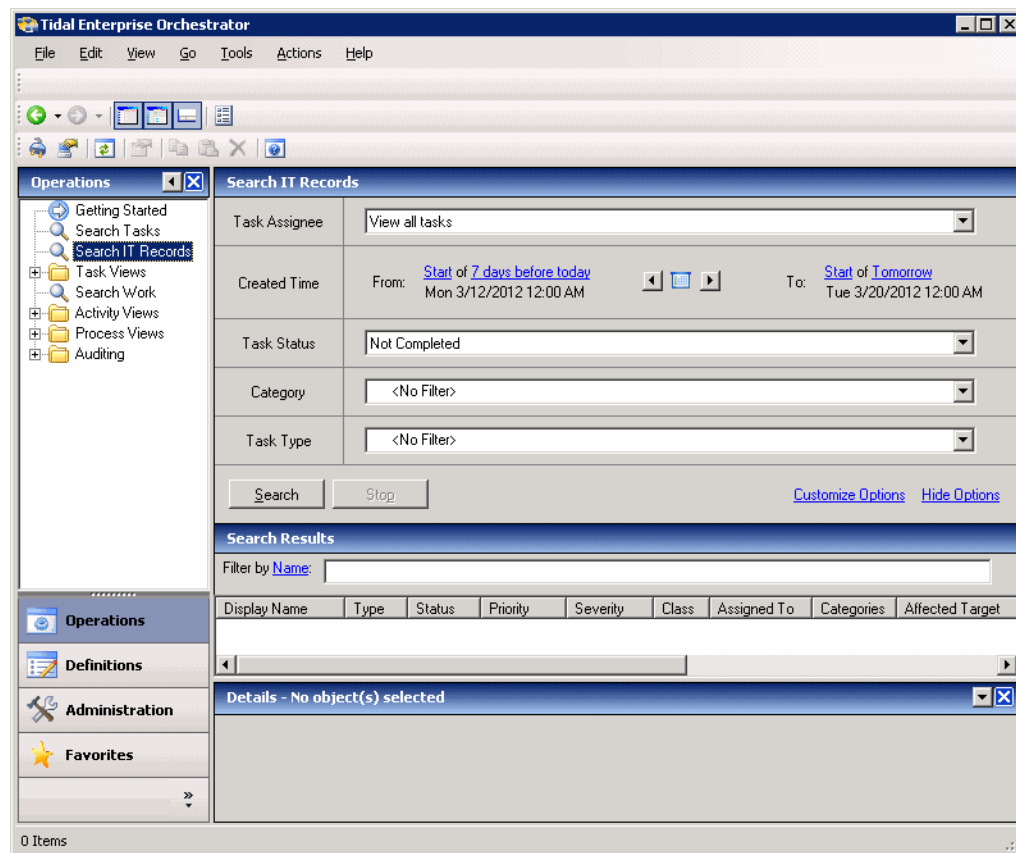 Tidal Enterprise Orchestrator
File Edit View Go Tools Actions Help
Operations
Getting Started
Search Tasks
Search IT Records
Task Views
Search Work
Activity Views
Process Views
Auditing
Operations
Definitions
Administration
Favorites
Search IT Records
Task Assignee View all tasks
Created Time From: Start of 7 days before today To: Start of Tomorrow
Mon 3/12/2012 12:00 AM Tue 3/20/2012 12:00 AM
Task Status Not Completed
Category <No Filter>
Task Type <No Filter>
Search Stop Customize Options Hide Options
Search Results
Filter by Name:
Display Name Type Status Priority Severity Class Assigned To Categories Affected Target
Details - No object(s) selected
0 Items